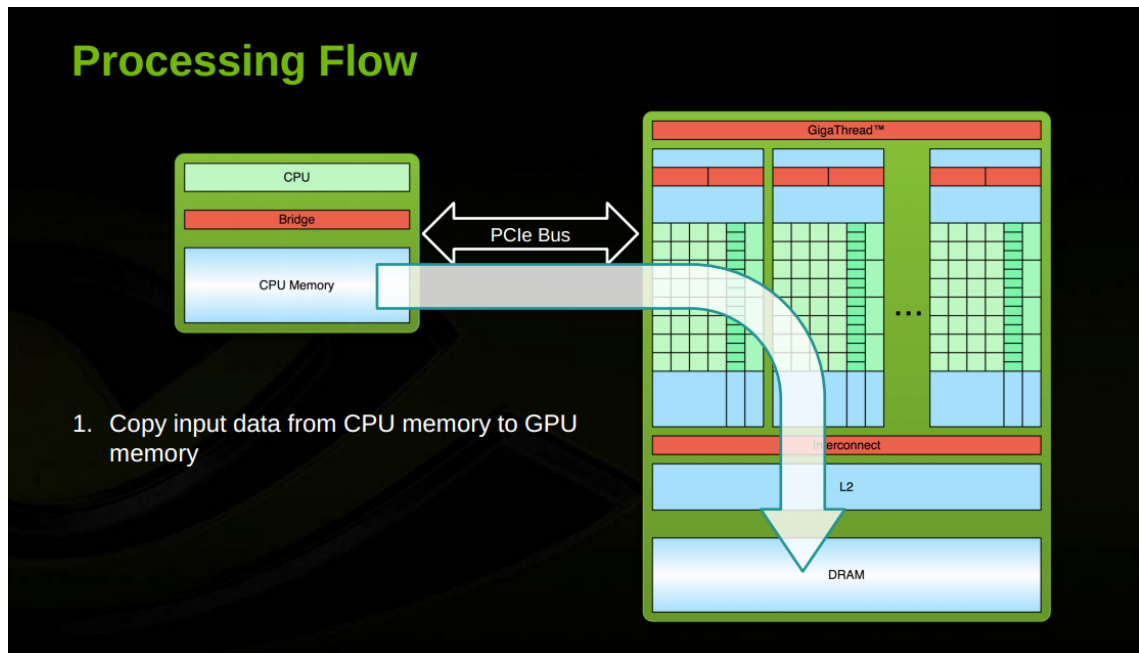 Processing Flow
GigaThread™
CPU
Bridge
PCIe Bus
CPU Memory
...
1. Copy input data from CPU memory to GPU
memory
Interconnect
L2
DRAM